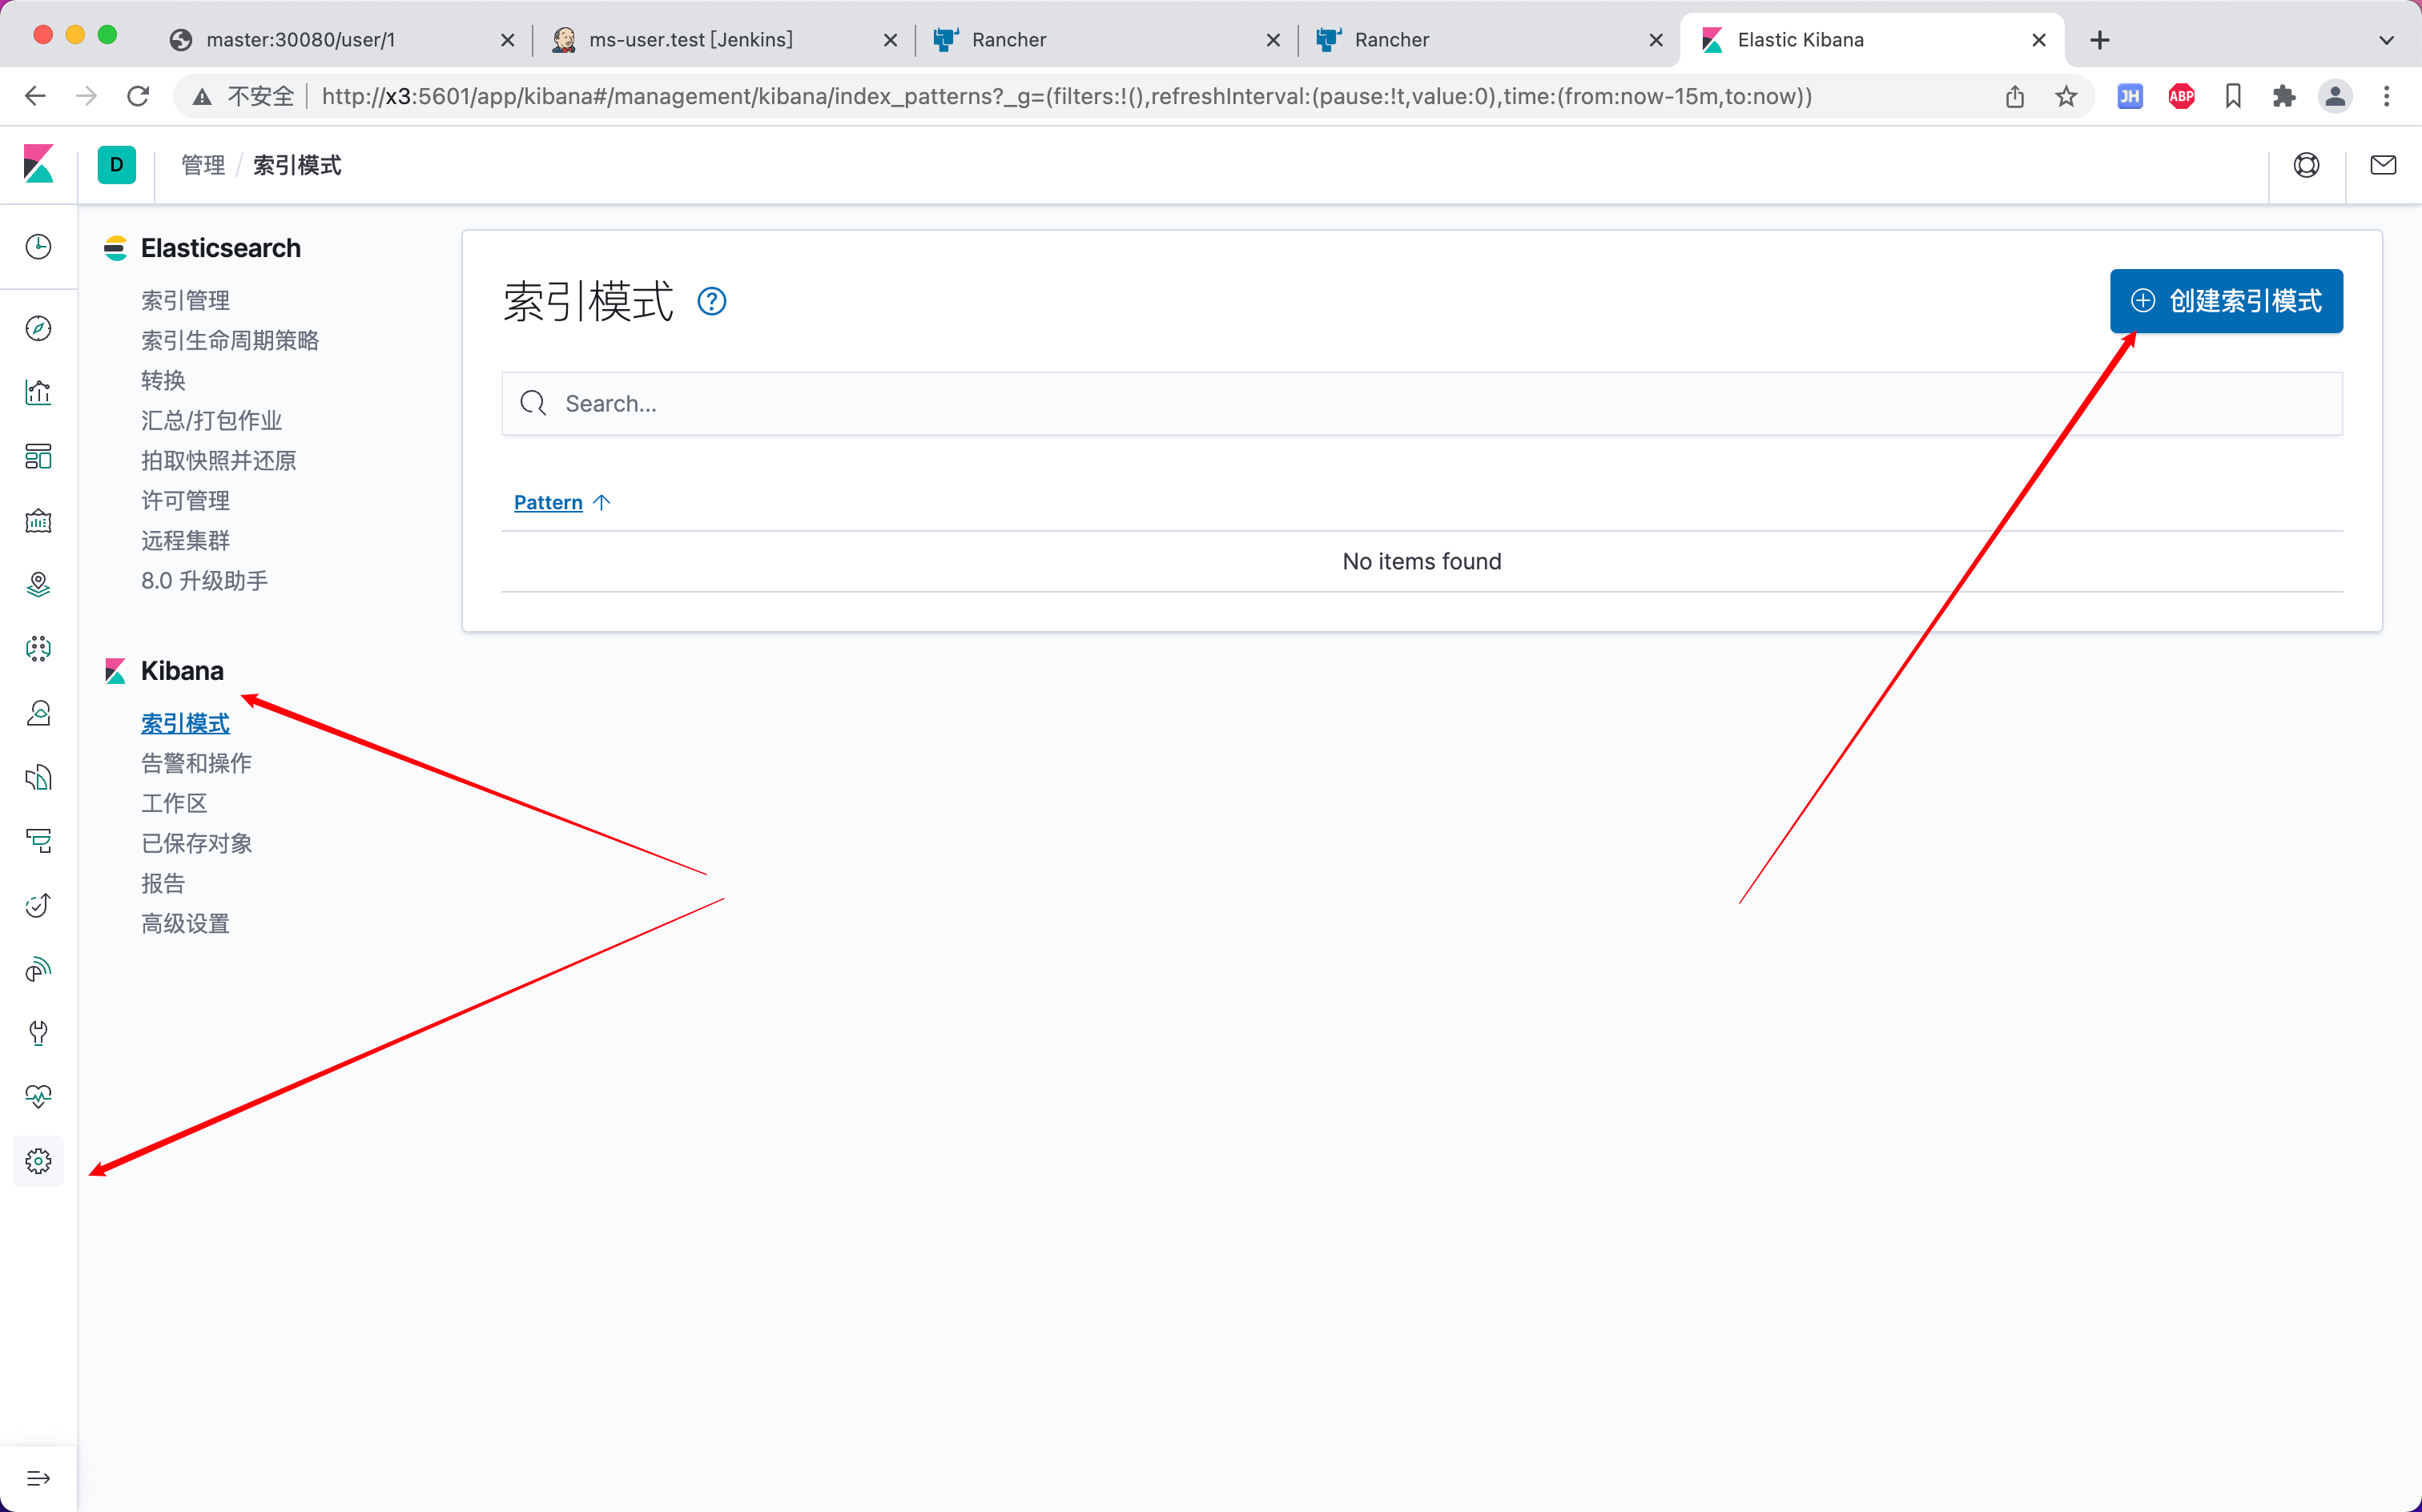 master:30080/user/1
ms-user.test [Jenkins]
Rancher
Rancher
Elastic Kibana
不安全
http://x3:5601/app/kibana#/management/kibana/index_patterns?_g=(filters:!(),refreshInterval:(pause:!t,value:0),time:(from:now-15m,to:now))
JH
ABP
D
管理 / 索引模式
Elasticsearch
索引管理
索引生命周期策略
转换
汇总/打包作业
拍取快照并还原
许可管理
远程集群
8.0 升级助手
Kibana
索引模式
告警和操作
工作区
已保存对象
报告
高级设置
索引模式
创建索引模式
Search...
Pattern
No items found